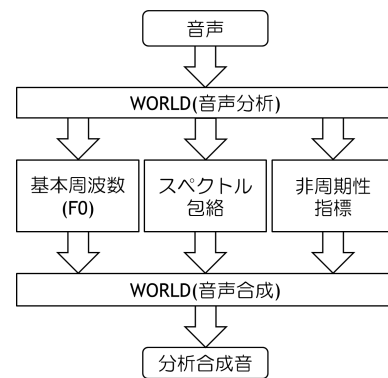 音声
WORLD(音声分析)
基本周波数
(F0)
スペクトル
包絡
非周期性
指標
WORLD(音声合成)
分析合成音